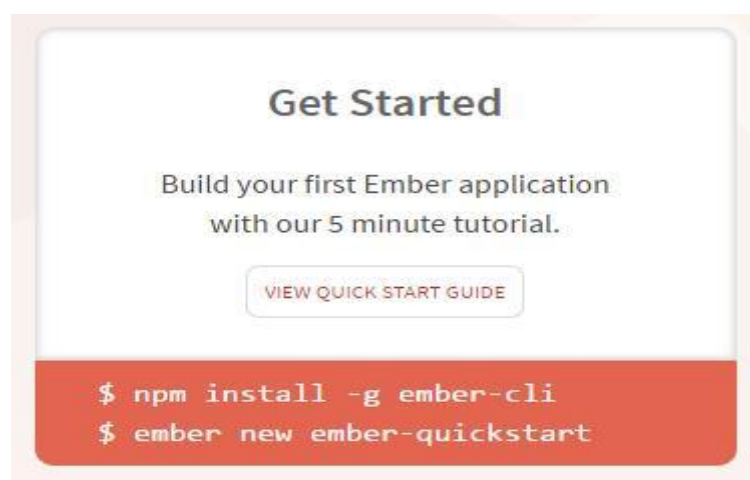 Get Started
Build your first Ember application
with our 5 minute tutorial.
VIEW QUICK START GUIDE
$ npm install -g ember-cli
$ ember new ember-quickstart